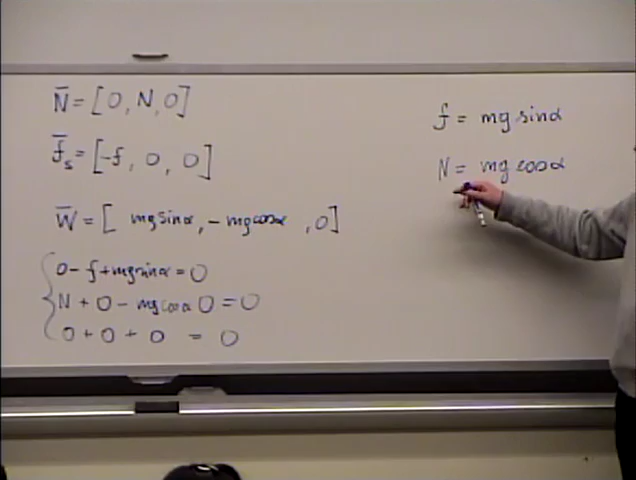 N̄ = [0, N, 0]
f̄ₛ = [-f, 0, 0]
W̄ = [ mg sinα, - mg cosα , 0]
0 - f + mg sinα = 0
N + 0 - mg cosα 0 = 0
0 + 0 + 0 = 0
f = mg sinα
N = mg cosα